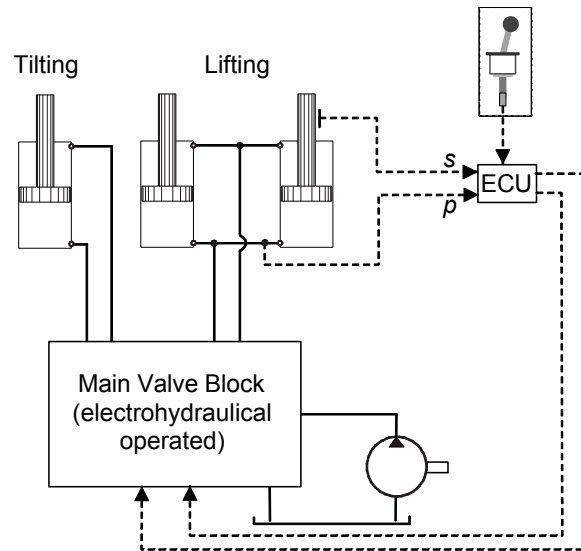 Tilting
Lifting
s
p
ECU
Main Valve Block
(electrohydraulical
operated)